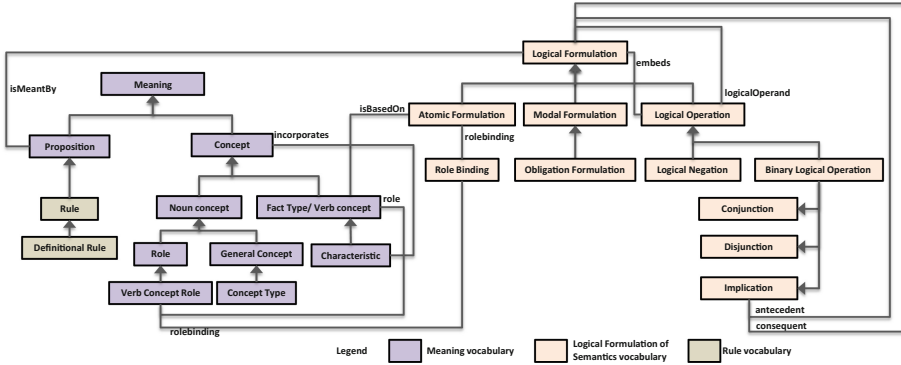 Logical Formulation
embeds
isMeantBy
Meaning
logicalOperand
isBasedOn
Atomic Formulation
Modal Formulation
Logical Operation
incorporates
rolebinding
Proposition
Concept
Role Binding
Obligation Formulation
Logical Negation
Binary Logical Operation
Rule
Noun concept
Fact Type/ Verb concept
role
Conjunction
Definitional Rule
Role
General Concept
Characteristic
Disjunction
Verb Concept Role
Concept Type
Implication
antecedent
rolebinding
consequent
Legend
Meaning vocabulary
Logical Formulation of
Semantics vocabulary
Rule vocabulary